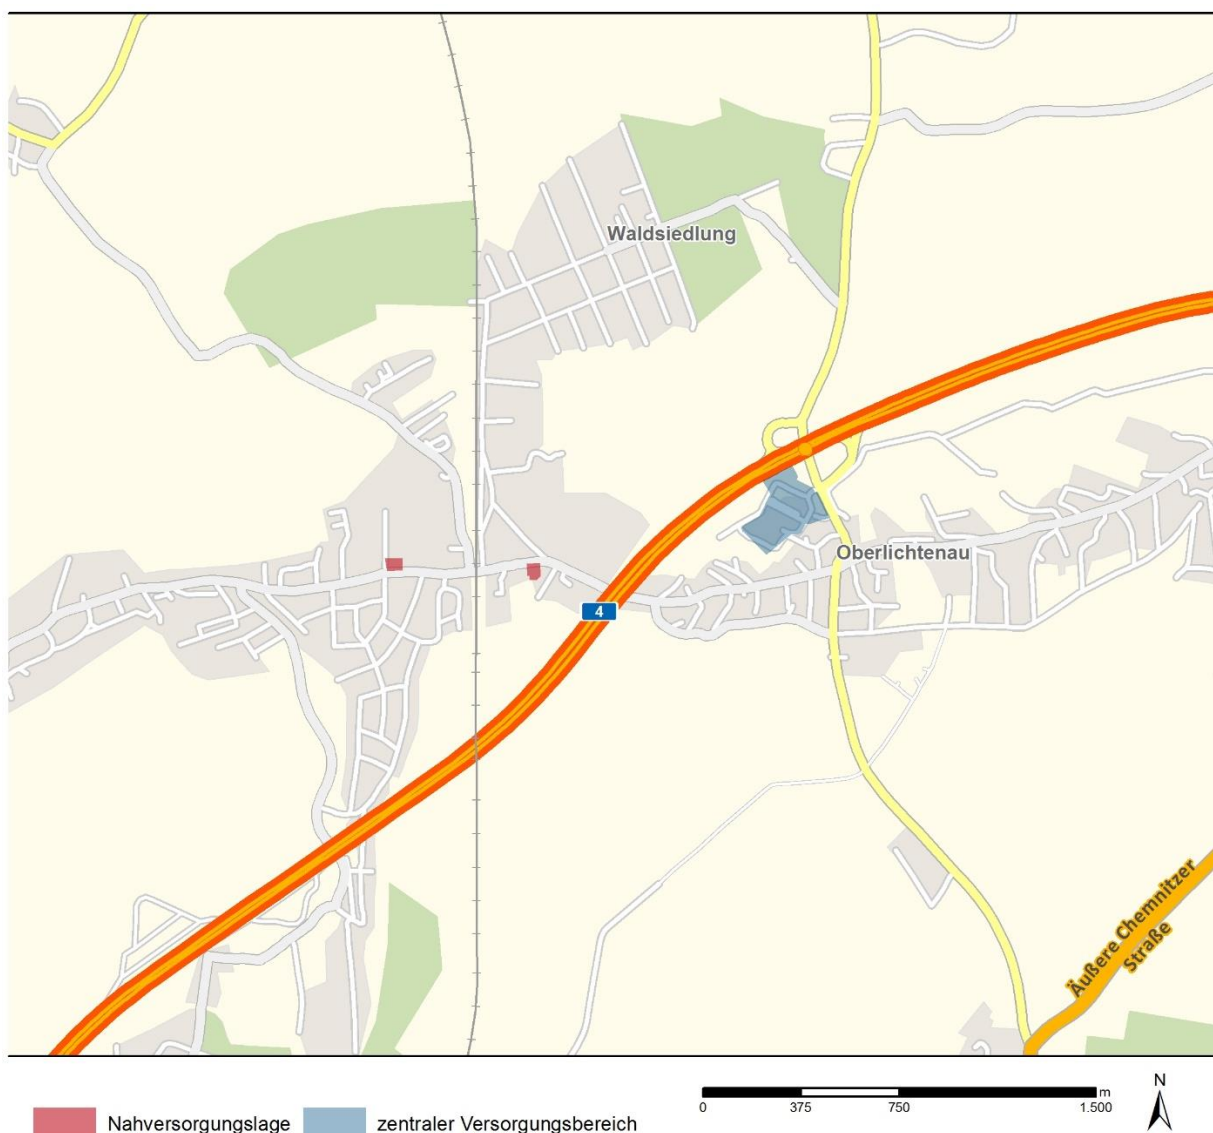 Waldsiedlung
Oberlichtenau
4
Äußere Chemnitzer
Straße
Nahversorgungslage
zentraler Versorgungsbereich
0 375 750 1.500
m
N